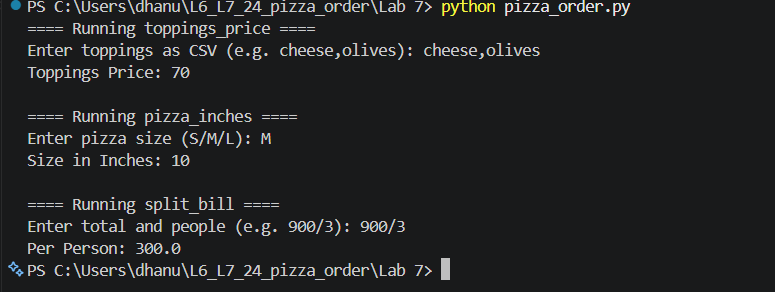 PS C:\Users\dhanu\L6_L7_24_pizza_order\Lab 7> python pizza_order.py
==== Running toppings_price ====
Enter toppings as CSV (e.g. cheese,olives): cheese,olives
Toppings Price: 70
==== Running pizza_inches ====
Enter pizza size (S/M/L): M
Size in Inches: 10
==== Running split_bill ====
Enter total and people (e.g. 900/3): 900/3
Per Person: 300.0
PS C:\Users\dhanu\L6_L7_24_pizza_order\Lab 7>